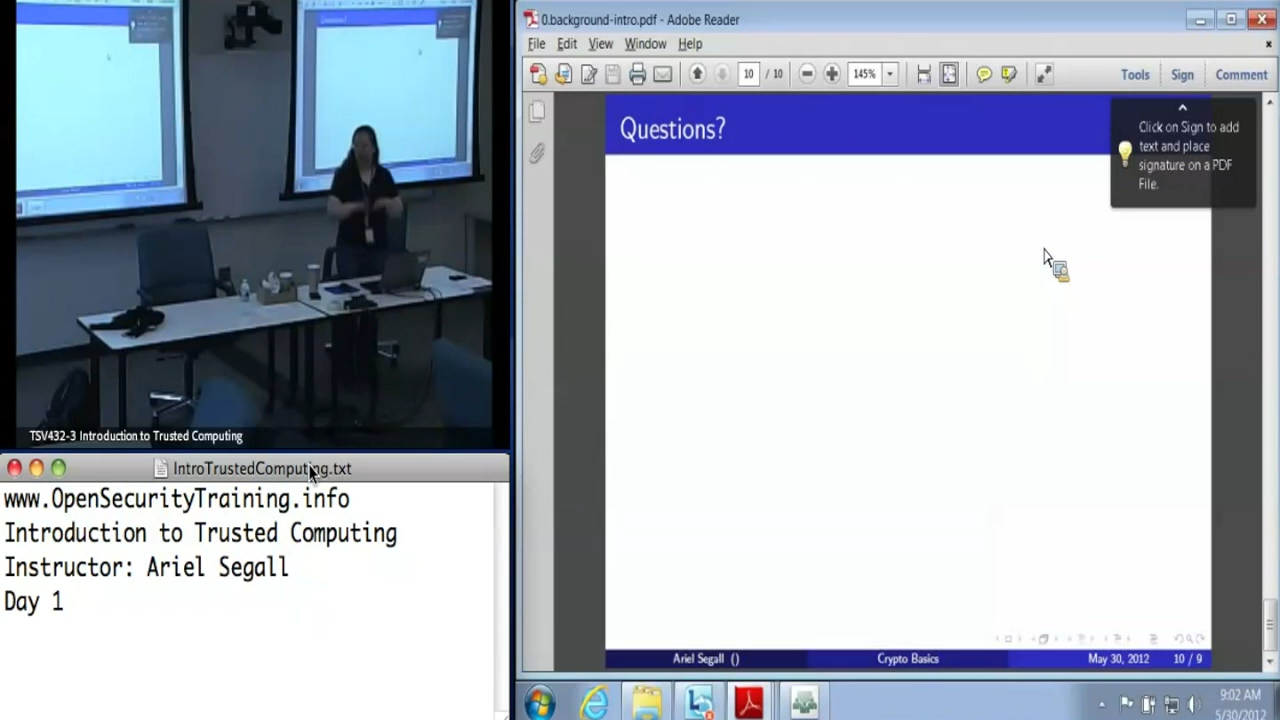 TSV432-3 Introduction to Trusted Computing
IntroTrustedComputing.txt
www.OpenSecurityTraining.info
Introduction to Trusted Computing
Instructor: Ariel Segall
Day 1
0.background-intro.pdf - Adobe Reader
File Edit View Window Help
10 / 10 145% Tools Sign Comment
Questions?
Click on Sign to add
text and place
signature on a PDF
File.
Ariel Segall () Crypto Basics May 30, 2012 10 / 9
9:02 AM
5/30/2012